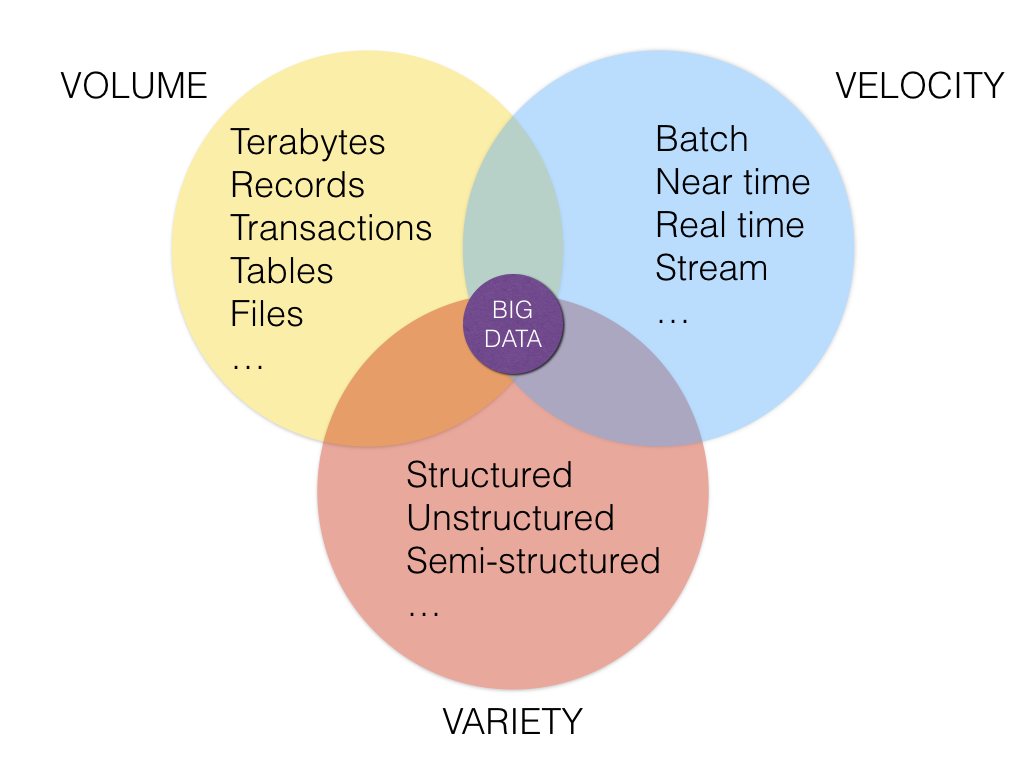 VOLUME
Terabytes
Records
Transactions
Tables
Files
…
VELOCITY
Batch
Near time
Real time
Stream
…
BIG
DATA
Structured
Unstructured
Semi-structured
…
VARIETY